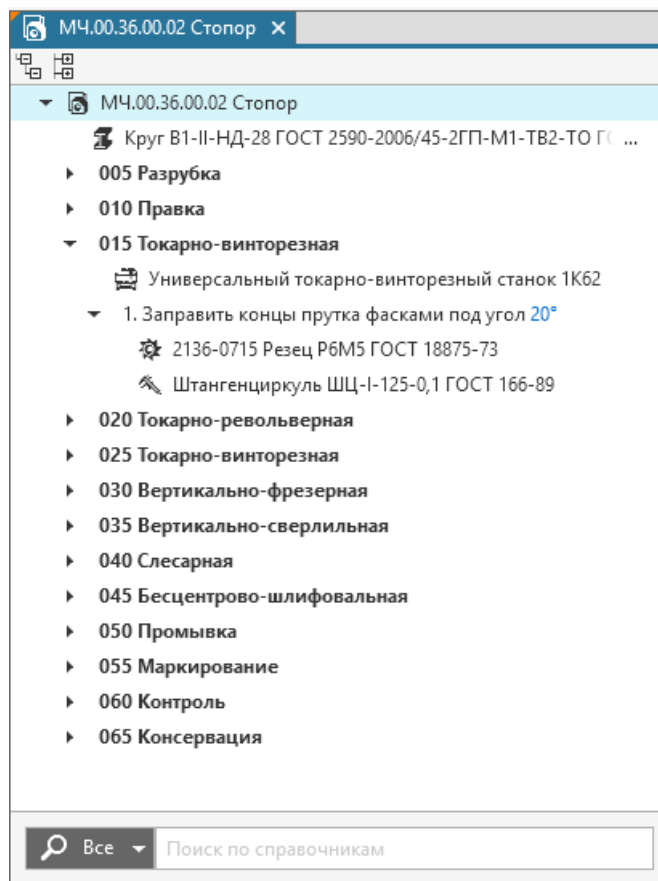 МЧ.00.36.00.02 Стопор
МЧ.00.36.00.02 Стопор
Круг В1-II-НД-28 ГОСТ 2590-2006/45-2ГП-М1-ТВ2-ТО ГС ...
005 Разрубка
010 Правка
015 Токарно-винторезная
Универсальный токарно-винторезный станок 1К62
1. Заправить концы прутка фасками под угол 20°
2136-0715 Резец Р6М5 ГОСТ 18875-73
Штангенциркуль ШЦ-I-125-0,1 ГОСТ 166-89
020 Токарно-револьверная
025 Токарно-винторезная
030 Вертикально-фрезерная
035 Вертикально-сверлильная
040 Слесарная
045 Бесцентрово-шлифовальная
050 Промывка
055 Маркирование
060 Контроль
065 Консервация
Все Поиск по справочникам